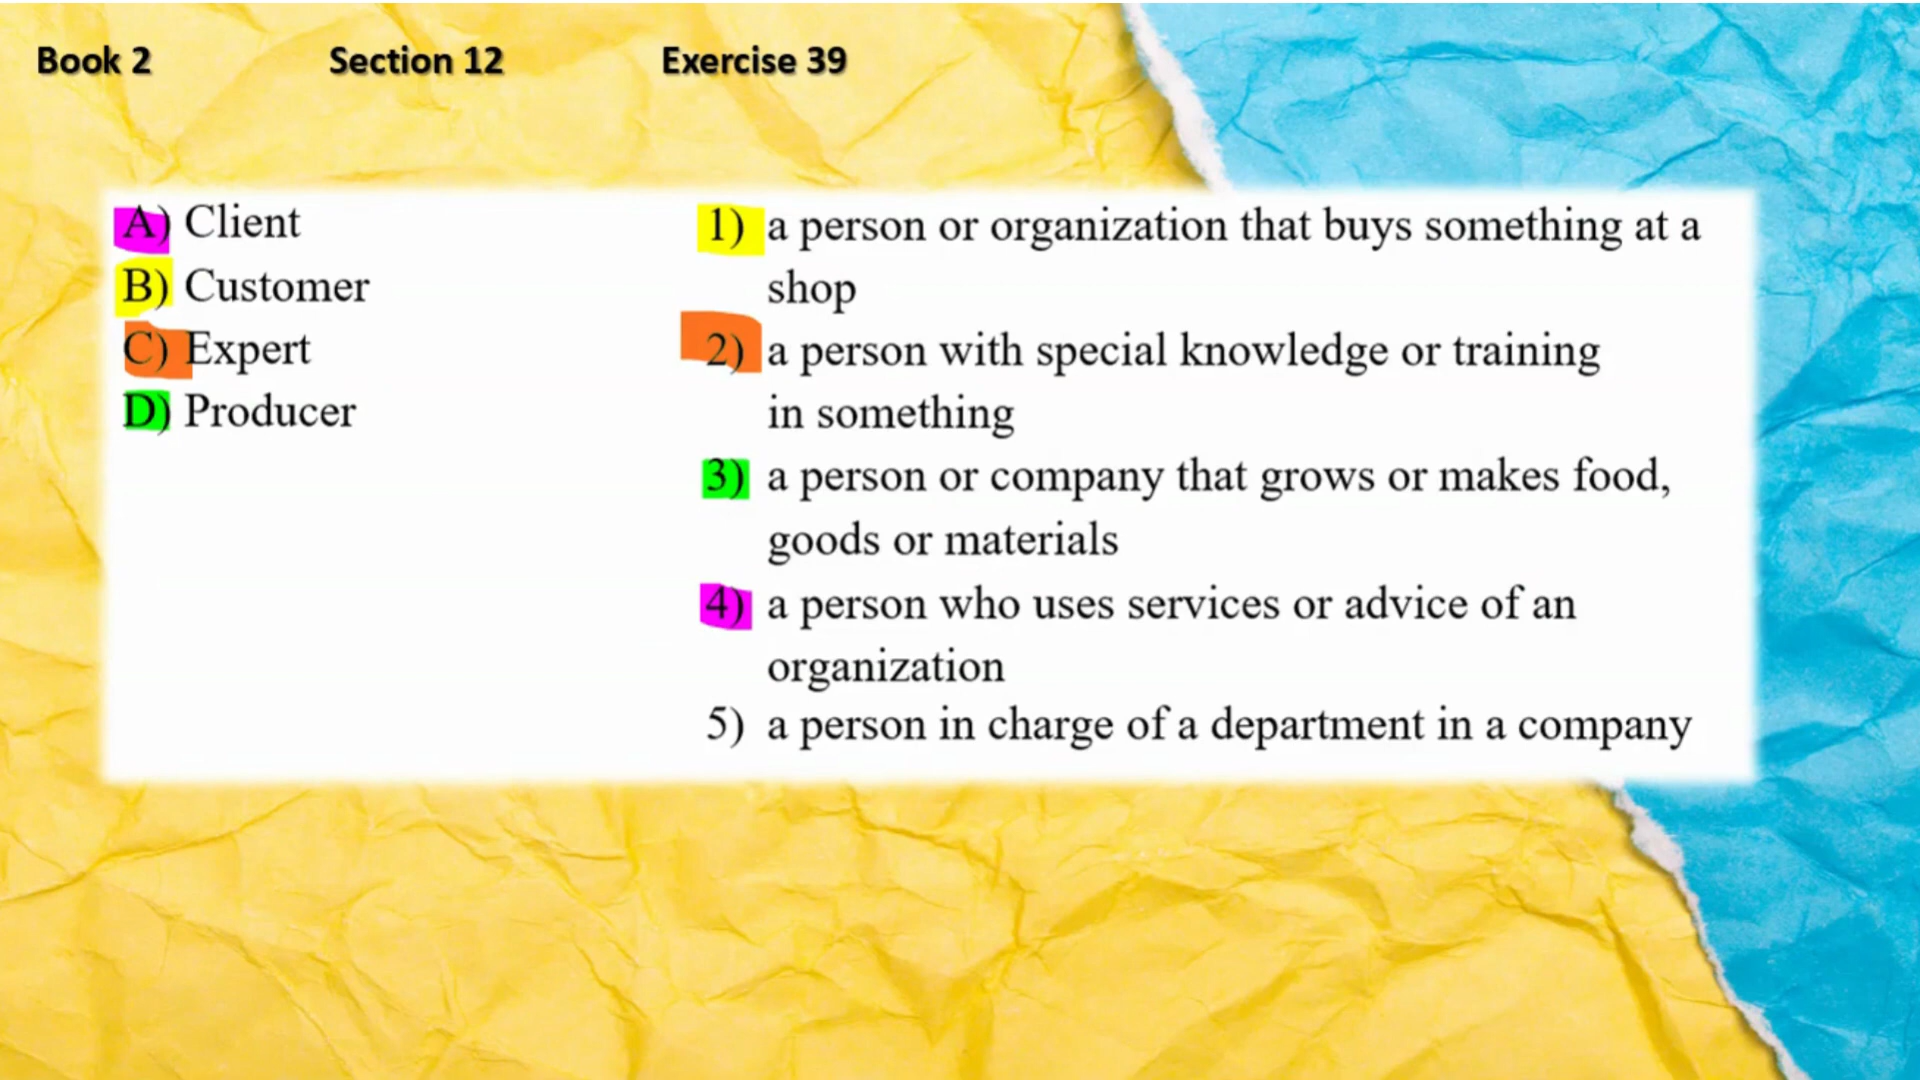 Book 2 Section 12 Exercise 39
A) Client
B) Customer
C) Expert
D) Producer
1) a person or organization that buys something at a
shop
2) a person with special knowledge or training
in something
3) a person or company that grows or makes food,
goods or materials
4) a person who uses services or advice of an
organization
5) a person in charge of a department in a company